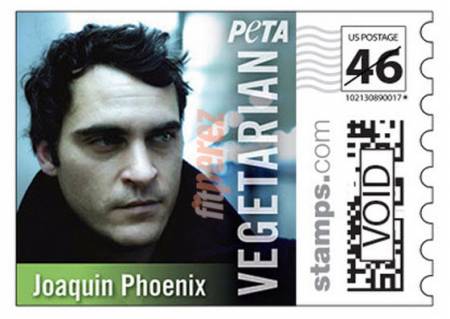 PeTA
VEGETARIAN
fitperez
Joaquin Phoenix
stamps.com
US POSTAGE
46
102130890017*
VOID